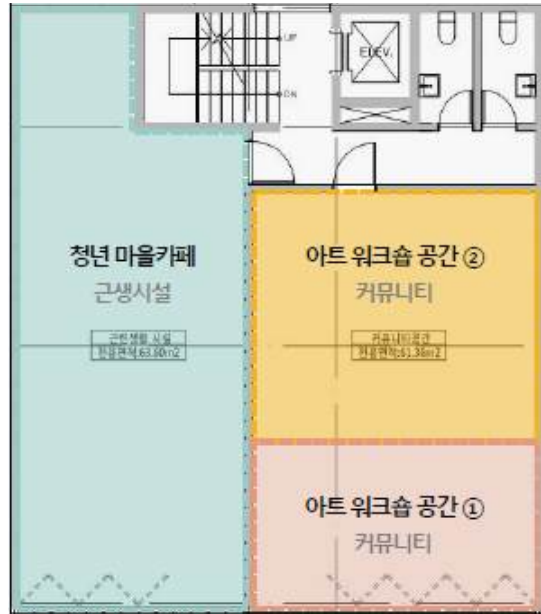 UP
ELEV.
DN
청년 마을카페
근생시설
근린생활 시설
전용면적:63.60m2
아트 워크숍 공간 ②
커뮤니티
커뮤니티공간
전용면적:61.36m2
아트 워크숍 공간 ①
커뮤니티